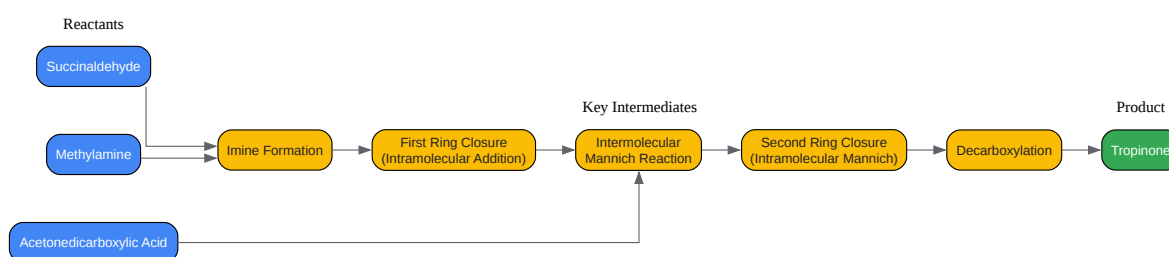 Reactants
Succinaldehyde
Key Intermediates
Product
Methylamine
Imine Formation
First Ring Closure
(Intramolecular Addition)
Intermolecular
Mannich Reaction
Second Ring Closure
(Intramolecular Mannich)
Decarboxylation
Tropinone
Acetonedicarboxylic Acid